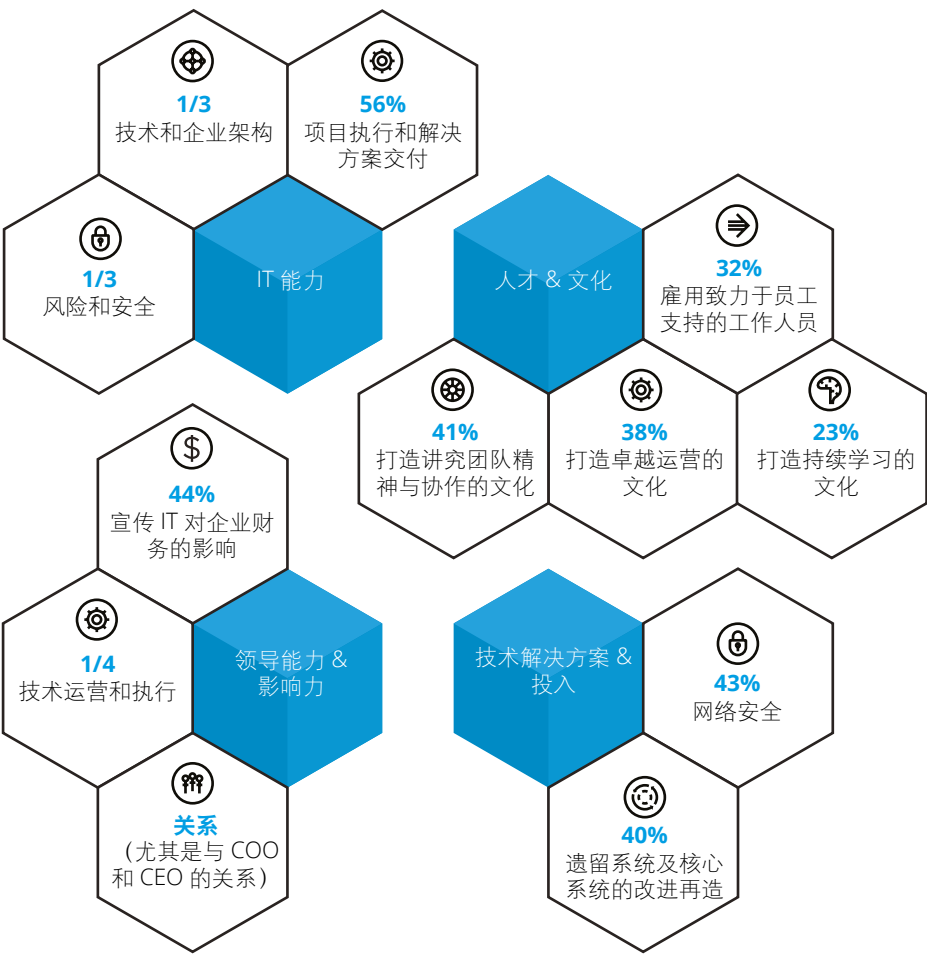 1/3
技术和企业架构
56%
项目执行和解决
方案交付
1/3
风险和安全
IT 能力
人才 & 文化
32%
雇用致力于员工
支持的工作人员
41%
打造讲究团队精
神与协作的文化
38%
打造卓越运营的
文化
23%
打造持续学习的
文化
$
44%
宣传 IT 对企业财
务的影响
1/4
技术运营和执行
领导能力 &
影响力
关系
（尤其是与 COO
和 CEO 的关系）
技术解决方案 &
投入
43%
网络安全
40%
遗留系统及核心
系统的改进再造